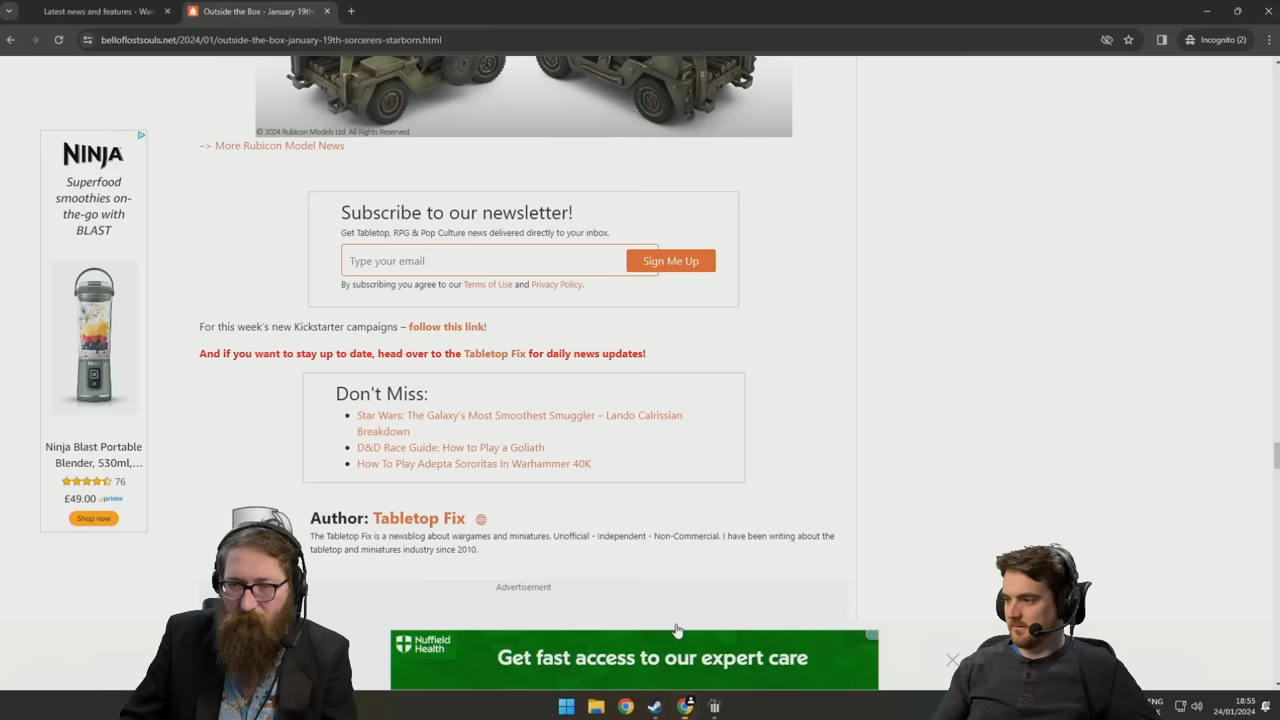 Latest news and features - War
Outside the Box - January 19th
belloflostsouls.net/2024/01/outside-the-box-january-19th-sorcerers-starborn.html
Incognito (2)
© 2024 Rubicon Models Ltd. All Rights Reserved.
–> More Rubicon Model News
NINJA
Superfood
smoothies on-
the-go with
BLAST
Ninja Blast Portable
Blender, 530ml,...
76
£49.00 prime
Shop now
Subscribe to our newsletter!
Get Tabletop, RPG & Pop Culture news delivered directly to your inbox.
Type your email
Sign Me Up
By subscribing you agree to our Terms of Use and Privacy Policy.
For this week's new Kickstarter campaigns – follow this link!
And if you want to stay up to date, head over to the Tabletop Fix for daily news updates!
Don't Miss:
• Star Wars: The Galaxy's Most Smoothest Smuggler – Lando Calrissian
Breakdown
• D&D Race Guide: How to Play a Goliath
• How To Play Adepta Sororitas In Warhammer 40K
Author: Tabletop Fix
The Tabletop Fix is a newsblog about wargames and miniatures. Unofficial - Independent - Non-Commercial. I have been writing about the
tabletop and miniatures industry since 2010.
Advertisement
Nuffield
Health
Get fast access to our expert care
ENG
18:55
24/01/2024